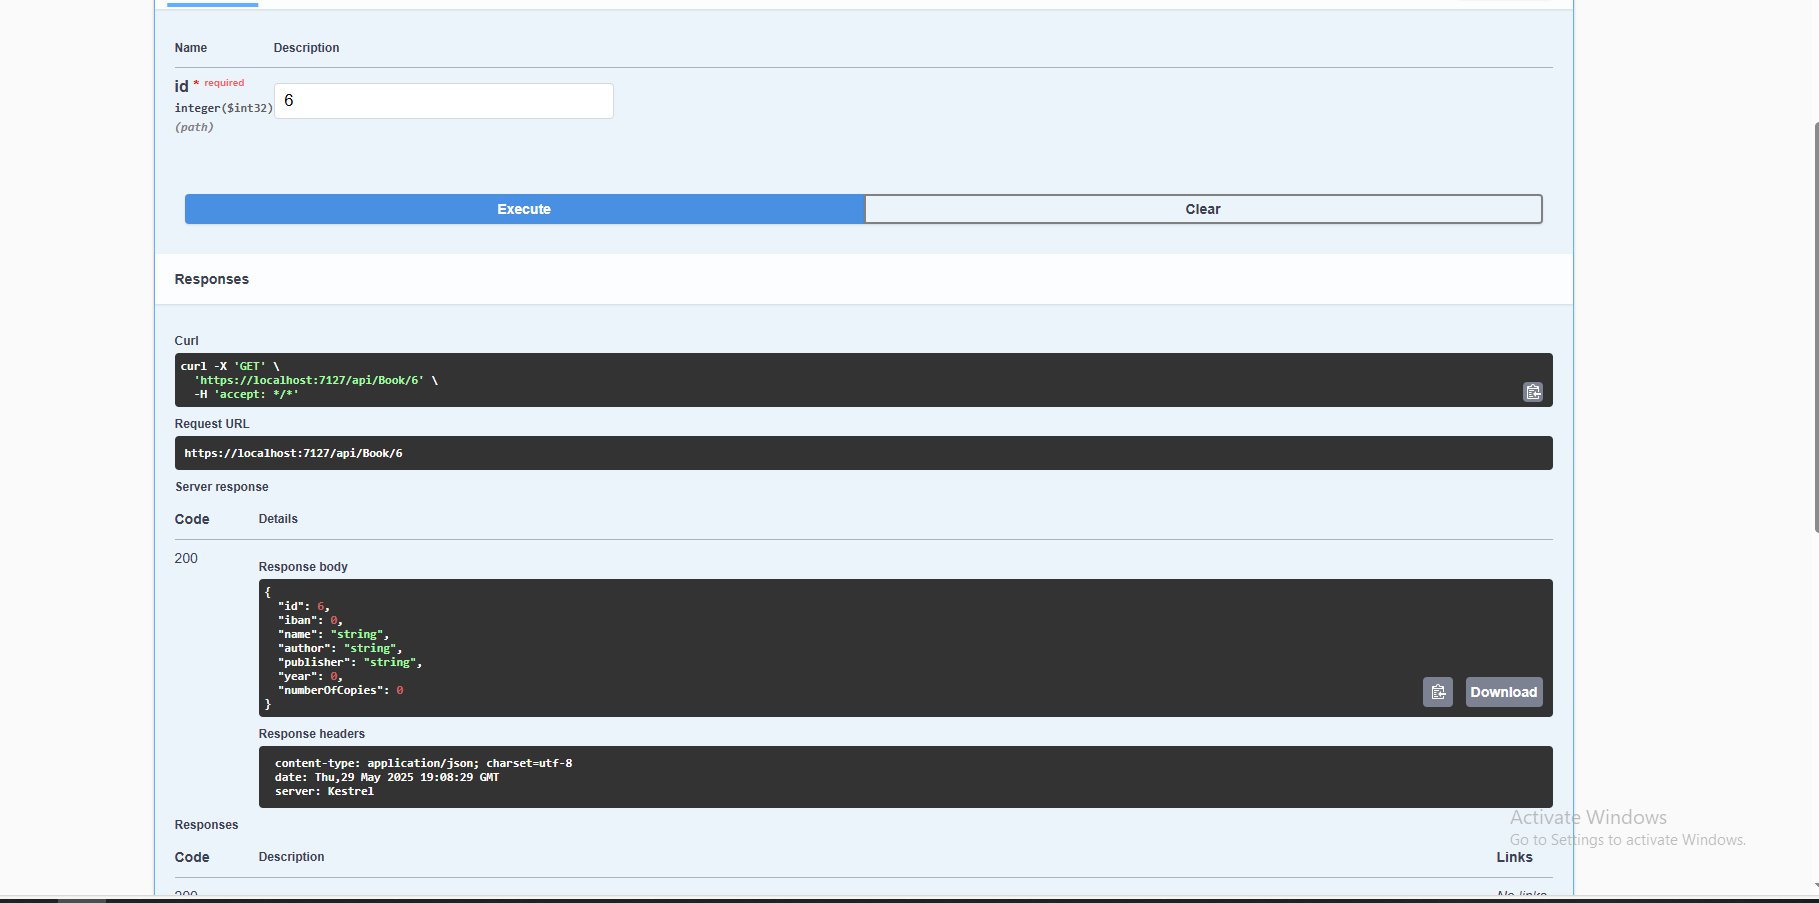 Name Description
id * required
integer($int32)
(path)
6
Execute Clear
Responses
Curl
curl -X 'GET' \
'https://localhost:7127/api/Book/6' \
-H 'accept: */*'
Request URL
https://localhost:7127/api/Book/6
Server response
Code Details
200
Response body
{
"id": 6,
"iban": 0,
"name": "string",
"author": "string",
"publisher": "string",
"year": 0,
"numberOfCopies": 0
}
Download
Response headers
content-type: application/json; charset=utf-8
date: Thu,29 May 2025 19:08:29 GMT
server: Kestrel
Responses
Activate Windows
Go to Settings to activate Windows.
Code Description Links
200 No links